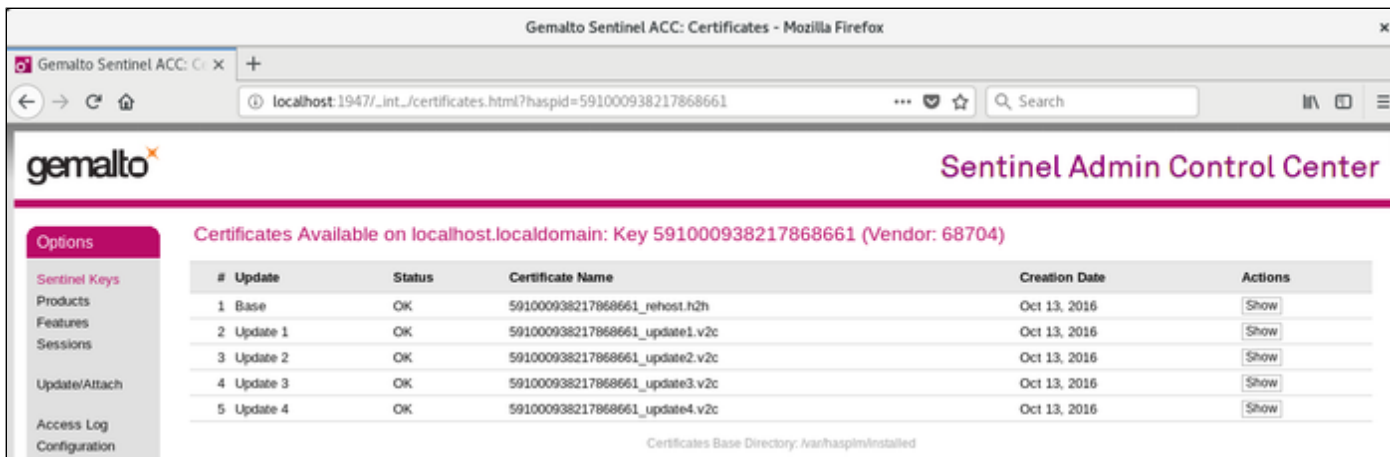 Gemalto Sentinel ACC: Certificates - Mozilla Firefox
Gemalto Sentinel ACC: Ce
localhost:1947/_int_/certificates.html?haspid=591000938217868661
Search
gemalto
Sentinel Admin Control Center
Options
Certificates Available on localhost.localdomain: Key 591000938217868661 (Vendor: 68704)
Sentinel Keys
Products
Features
Sessions
Update/Attach
Access Log
Configuration
# Update Status Certificate Name Creation Date Actions
1 Base OK 591000938217868661_rehost.h2h Oct 13, 2016 Show
2 Update 1 OK 591000938217868661_update1.v2c Oct 13, 2016 Show
3 Update 2 OK 591000938217868661_update2.v2c Oct 13, 2016 Show
4 Update 3 OK 591000938217868661_update3.v2c Oct 13, 2016 Show
5 Update 4 OK 591000938217868661_update4.v2c Oct 13, 2016 Show
Certificates Base Directory: /var/hasplm/installed